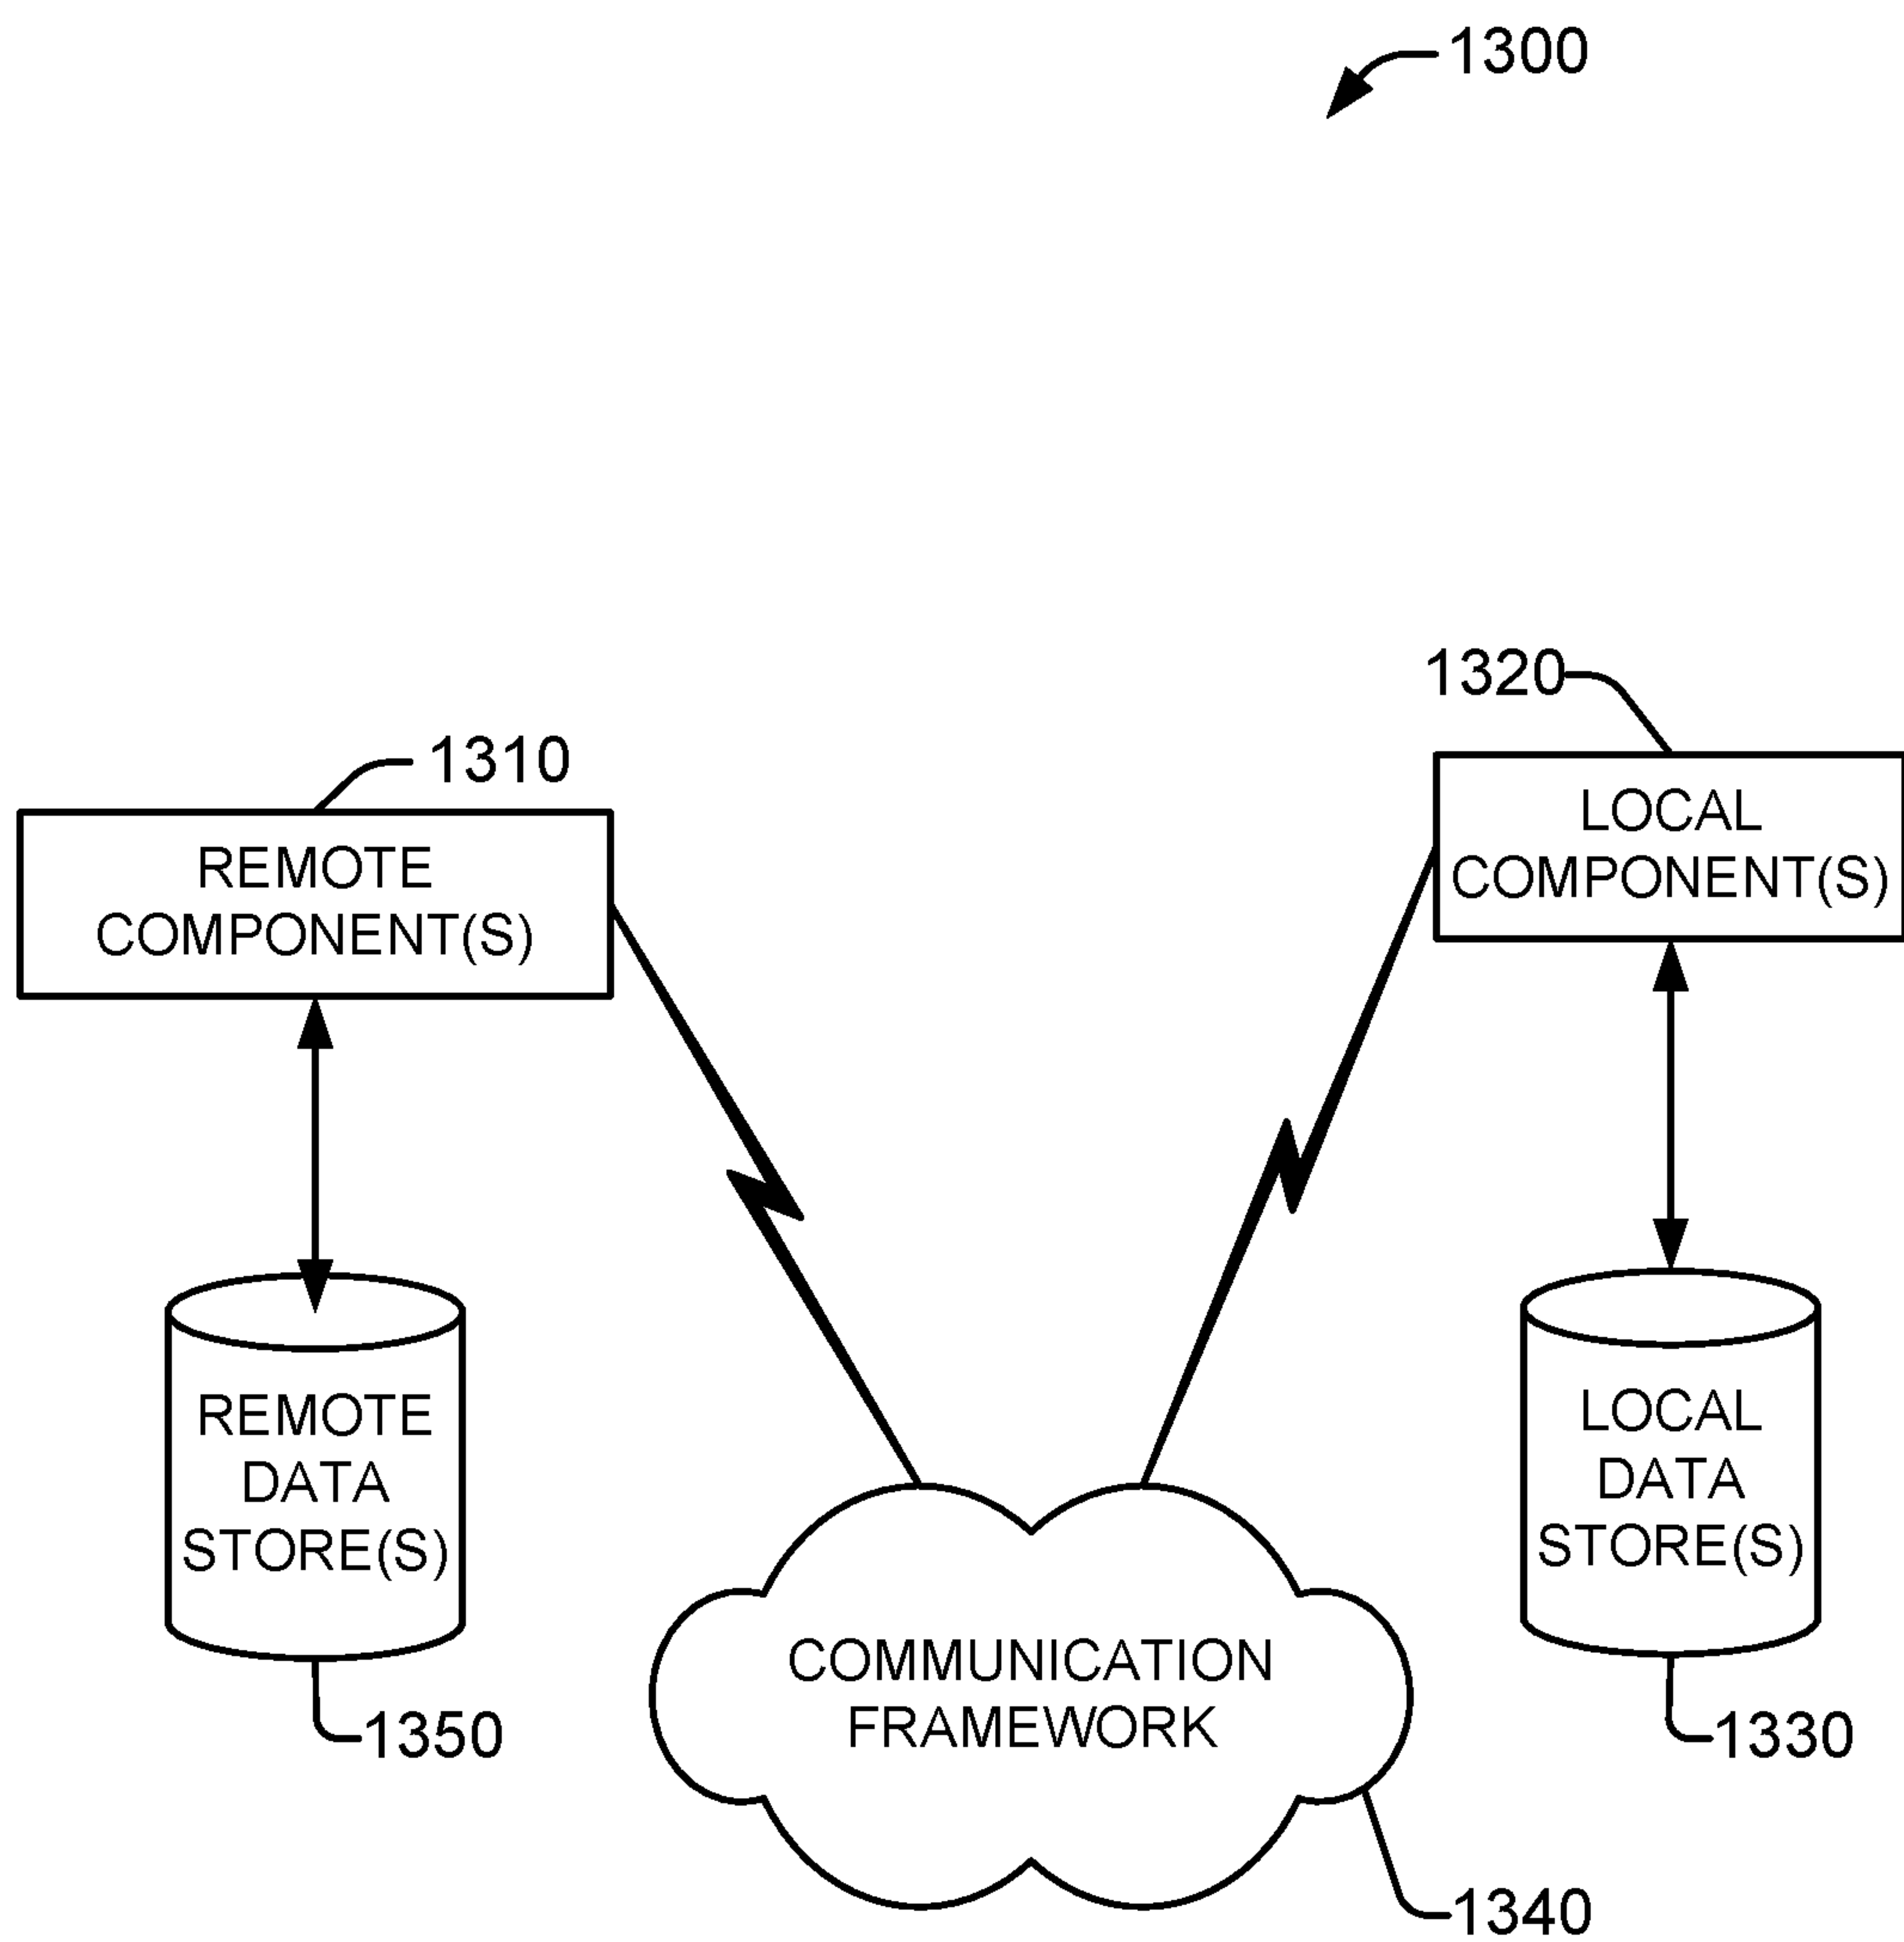 1300
1320
1310
LOCAL
COMPONENT(S)
REMOTE
COMPONENT(S)
REMOTE
DATA
STORE(S)
LOCAL
DATA
STORE(S)
COMMUNICATION
FRAMEWORK
1350
1330
1340